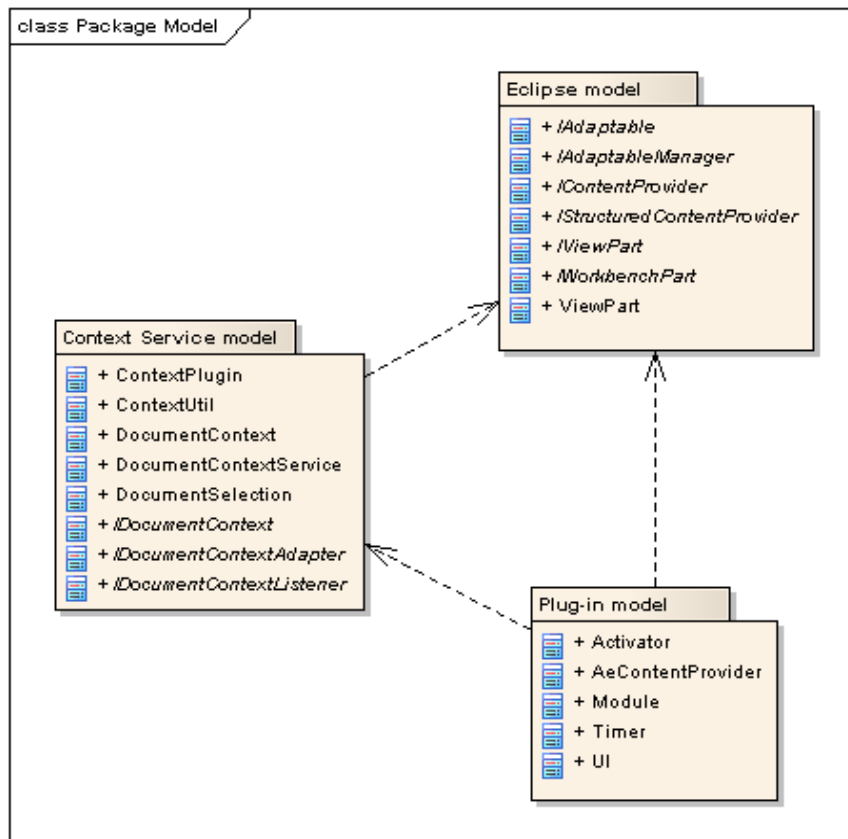 class Package Model
Eclipse model
+ IAdaptable
+ IAdaptableManager
+ IContentProvider
+ IStructuredContentProvider
+ IViewPart
+ IWorkbenchPart
+ ViewPart
Context Service model
+ ContextPlugin
+ ContextUtil
+ DocumentContext
+ DocumentContextService
+ DocumentSelection
+ IDocumentContext
+ IDocumentContextAdapter
+ IDocumentContextListener
Plug-in model
+ Activator
+ AeContentProvider
+ Module
+ Timer
+ UI